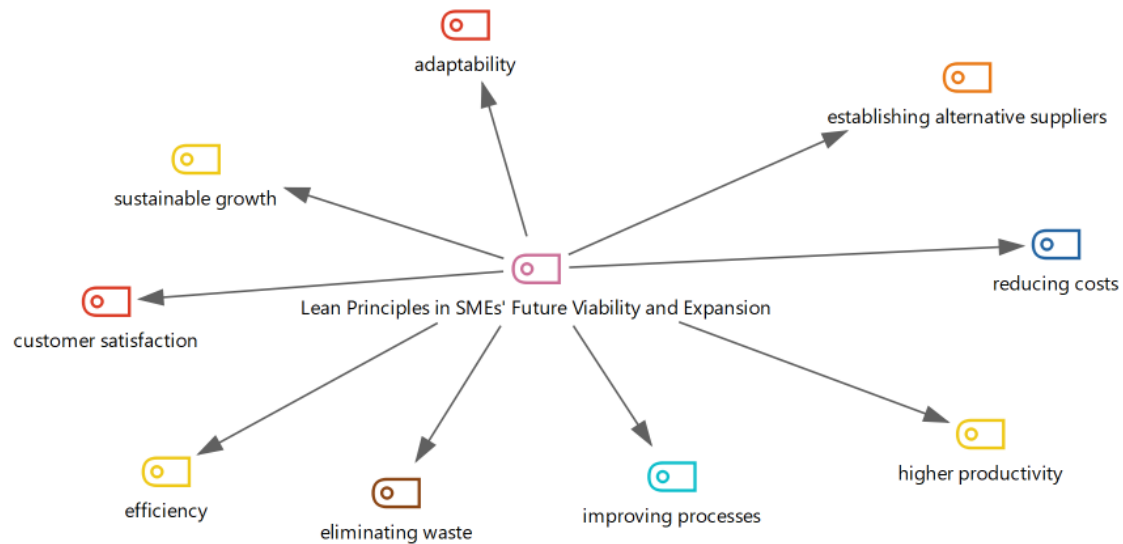 adaptability
establishing alternative suppliers
sustainable growth
reducing costs
Lean Principles in SMEs' Future Viability and Expansion
customer satisfaction
higher productivity
efficiency
eliminating waste
improving processes